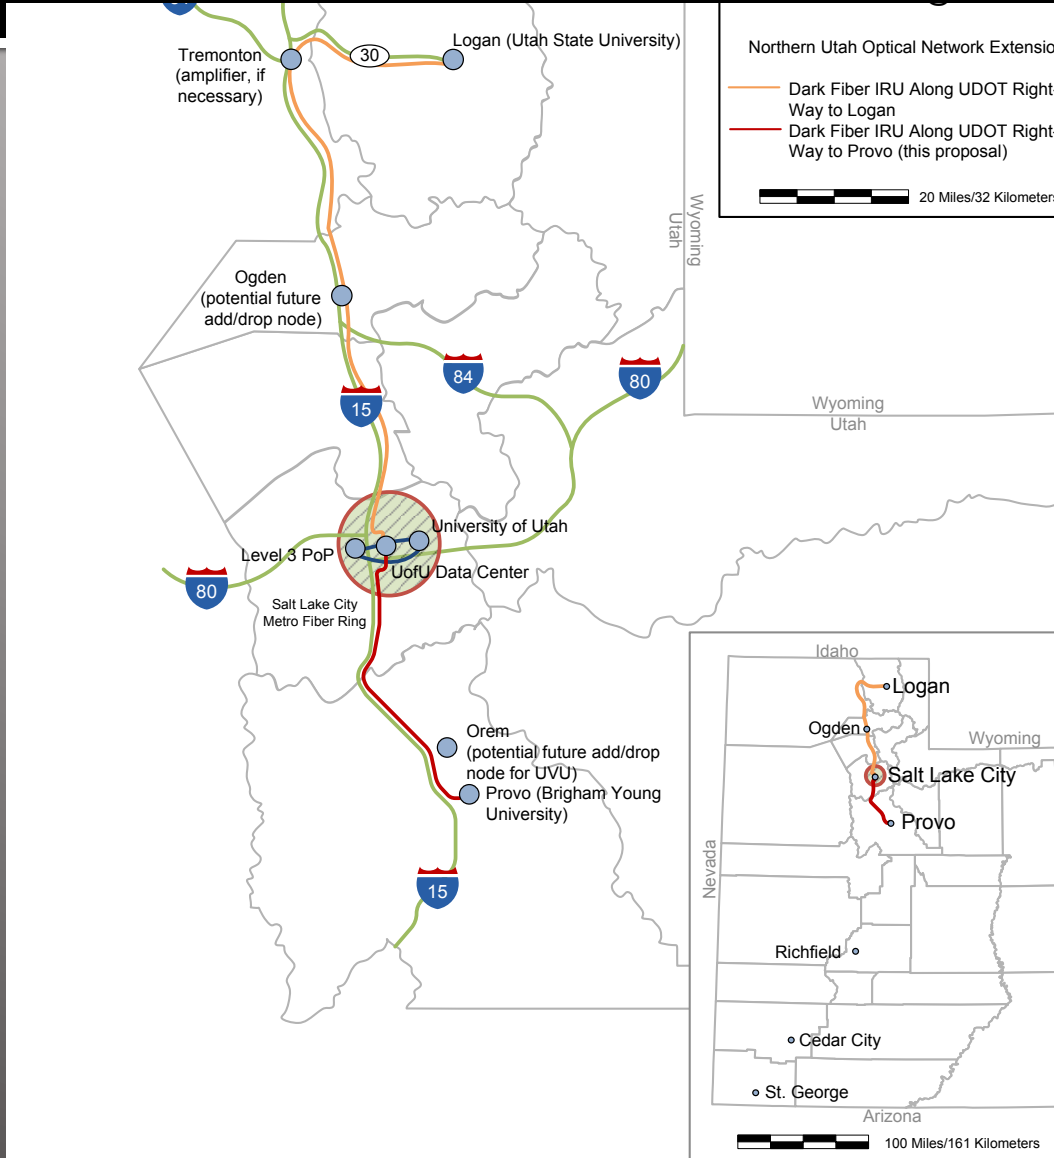 Tremonton
(amplifier, if
necessary)
30
Logan (Utah State University)
Northern Utah Optical Network Extensio
Dark Fiber IRU Along UDOT Right-
Way to Logan
Dark Fiber IRU Along UDOT Right-
Way to Provo (this proposal)
20 Miles/32 Kilometers
Wyoming
Utah
Ogden
(potential future
add/drop node)
84
80
15
Wyoming
Utah
University of Utah
Level 3 PoP
UofU Data Center
80
Salt Lake City
Metro Fiber Ring
Orem
(potential future add/drop
node for UVU)
Provo (Brigham Young
University)
15
Idaho
Logan
Ogden
Wyoming
Salt Lake City
Provo
Nevada
Richfield
Cedar City
St. George
Arizona
100 Miles/161 Kilometers